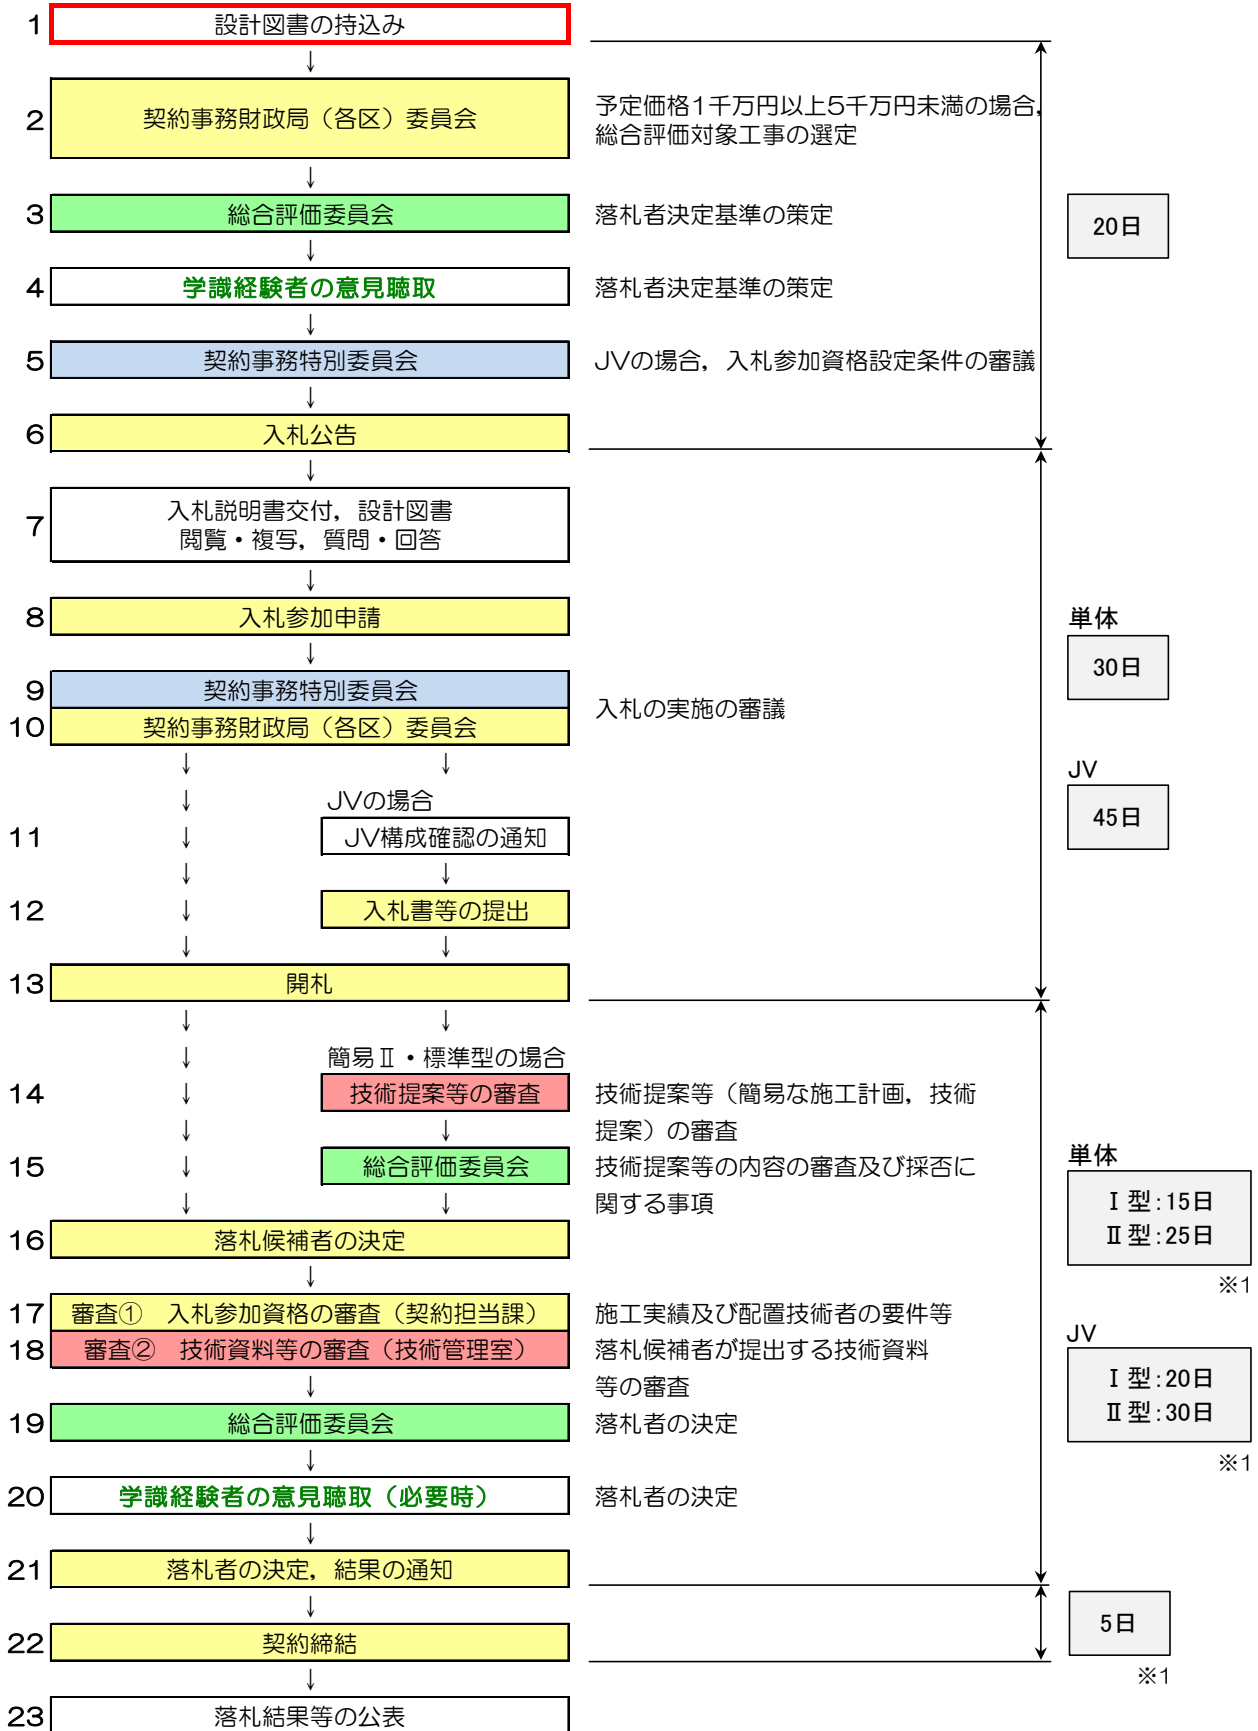 1 設計図書の持込み
↓
2 契約事務財政局（各区）委員会 予定価格1千万円以上5千万円未満の場合，
総合評価対象工事の選定
↓
3 総合評価委員会 落札者決定基準の策定
20日
↓
4 学識経験者の意見聴取 落札者決定基準の策定
↓
5 契約事務特別委員会 JVの場合，入札参加資格設定条件の審議
↓
6 入札公告
↓
7 入札説明書交付，設計図書
閲覧・複写，質問・回答
↓
8 入札参加申請
単体
30日
↓
9 契約事務特別委員会
入札の実施の審議
10 契約事務財政局（各区）委員会
↓ ↓
JV
45日
↓ JVの場合
11 ↓ JV構成確認の通知
↓ ↓
12 ↓ 入札書等の提出
↓ ↓
13 開札
↓ ↓
↓ 簡易Ⅱ・標準型の場合
14 ↓ 技術提案等の審査 技術提案等（簡易な施工計画，技術
↓ ↓ 提案）の審査
15 ↓ 総合評価委員会 技術提案等の内容の審査及び採否に
↓ ↓ 関する事項
単体
Ⅰ型：15日
Ⅱ型：25日
※1
16 落札候補者の決定
↓
17 審査① 入札参加資格の審査（契約担当課） 施工実績及び配置技術者の要件等
18 審査② 技術資料等の審査（技術管理室） 落札候補者が提出する技術資料
↓ 等の審査
JV
Ⅰ型：20日
Ⅱ型：30日
※1
19 総合評価委員会 落札者の決定
↓
20 学識経験者の意見聴取（必要時） 落札者の決定
↓
21 落札者の決定，結果の通知
↓
5日
※1
22 契約締結
↓
23 落札結果等の公表